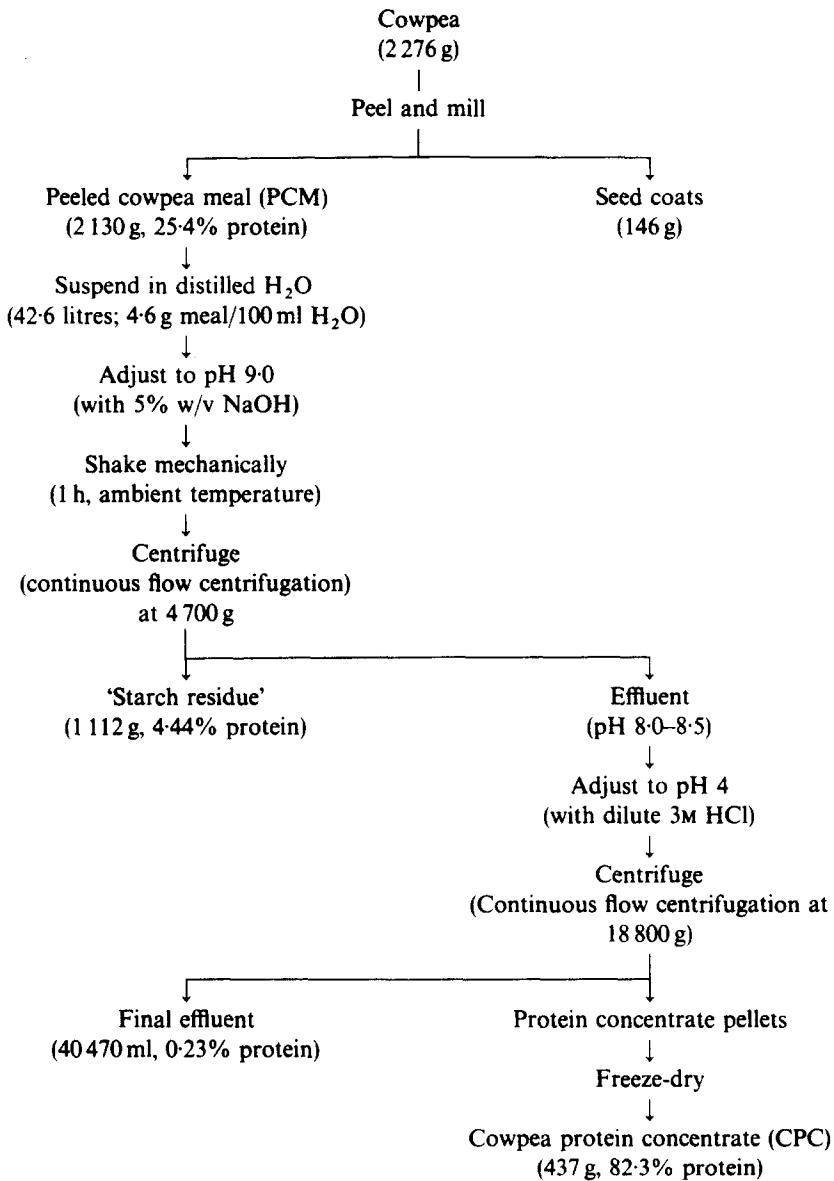 Cowpea
(2 276 g)
Peel and mill
Peeled cowpea meal (PCM)
(2 130 g, 25·4% protein)
Seed coats
(146 g)
Suspend in distilled H₂O
(42·6 litres; 4·6 g meal/100 ml H₂O)
Adjust to pH 9·0
(with 5% w/v NaOH)
Shake mechanically
(1 h, ambient temperature)
Centrifuge
(continuous flow centrifugation)
at 4 700 g
‘Starch residue’
(1 112 g, 4·44% protein)
Effluent
(pH 8·0–8·5)
Adjust to pH 4
(with dilute 3M HCl)
Centrifuge
(Continuous flow centrifugation at
18 800 g)
Final effluent
(40 470 ml, 0·23% protein)
Protein concentrate pellets
Freeze-dry
Cowpea protein concentrate (CPC)
(437 g, 82·3% protein)